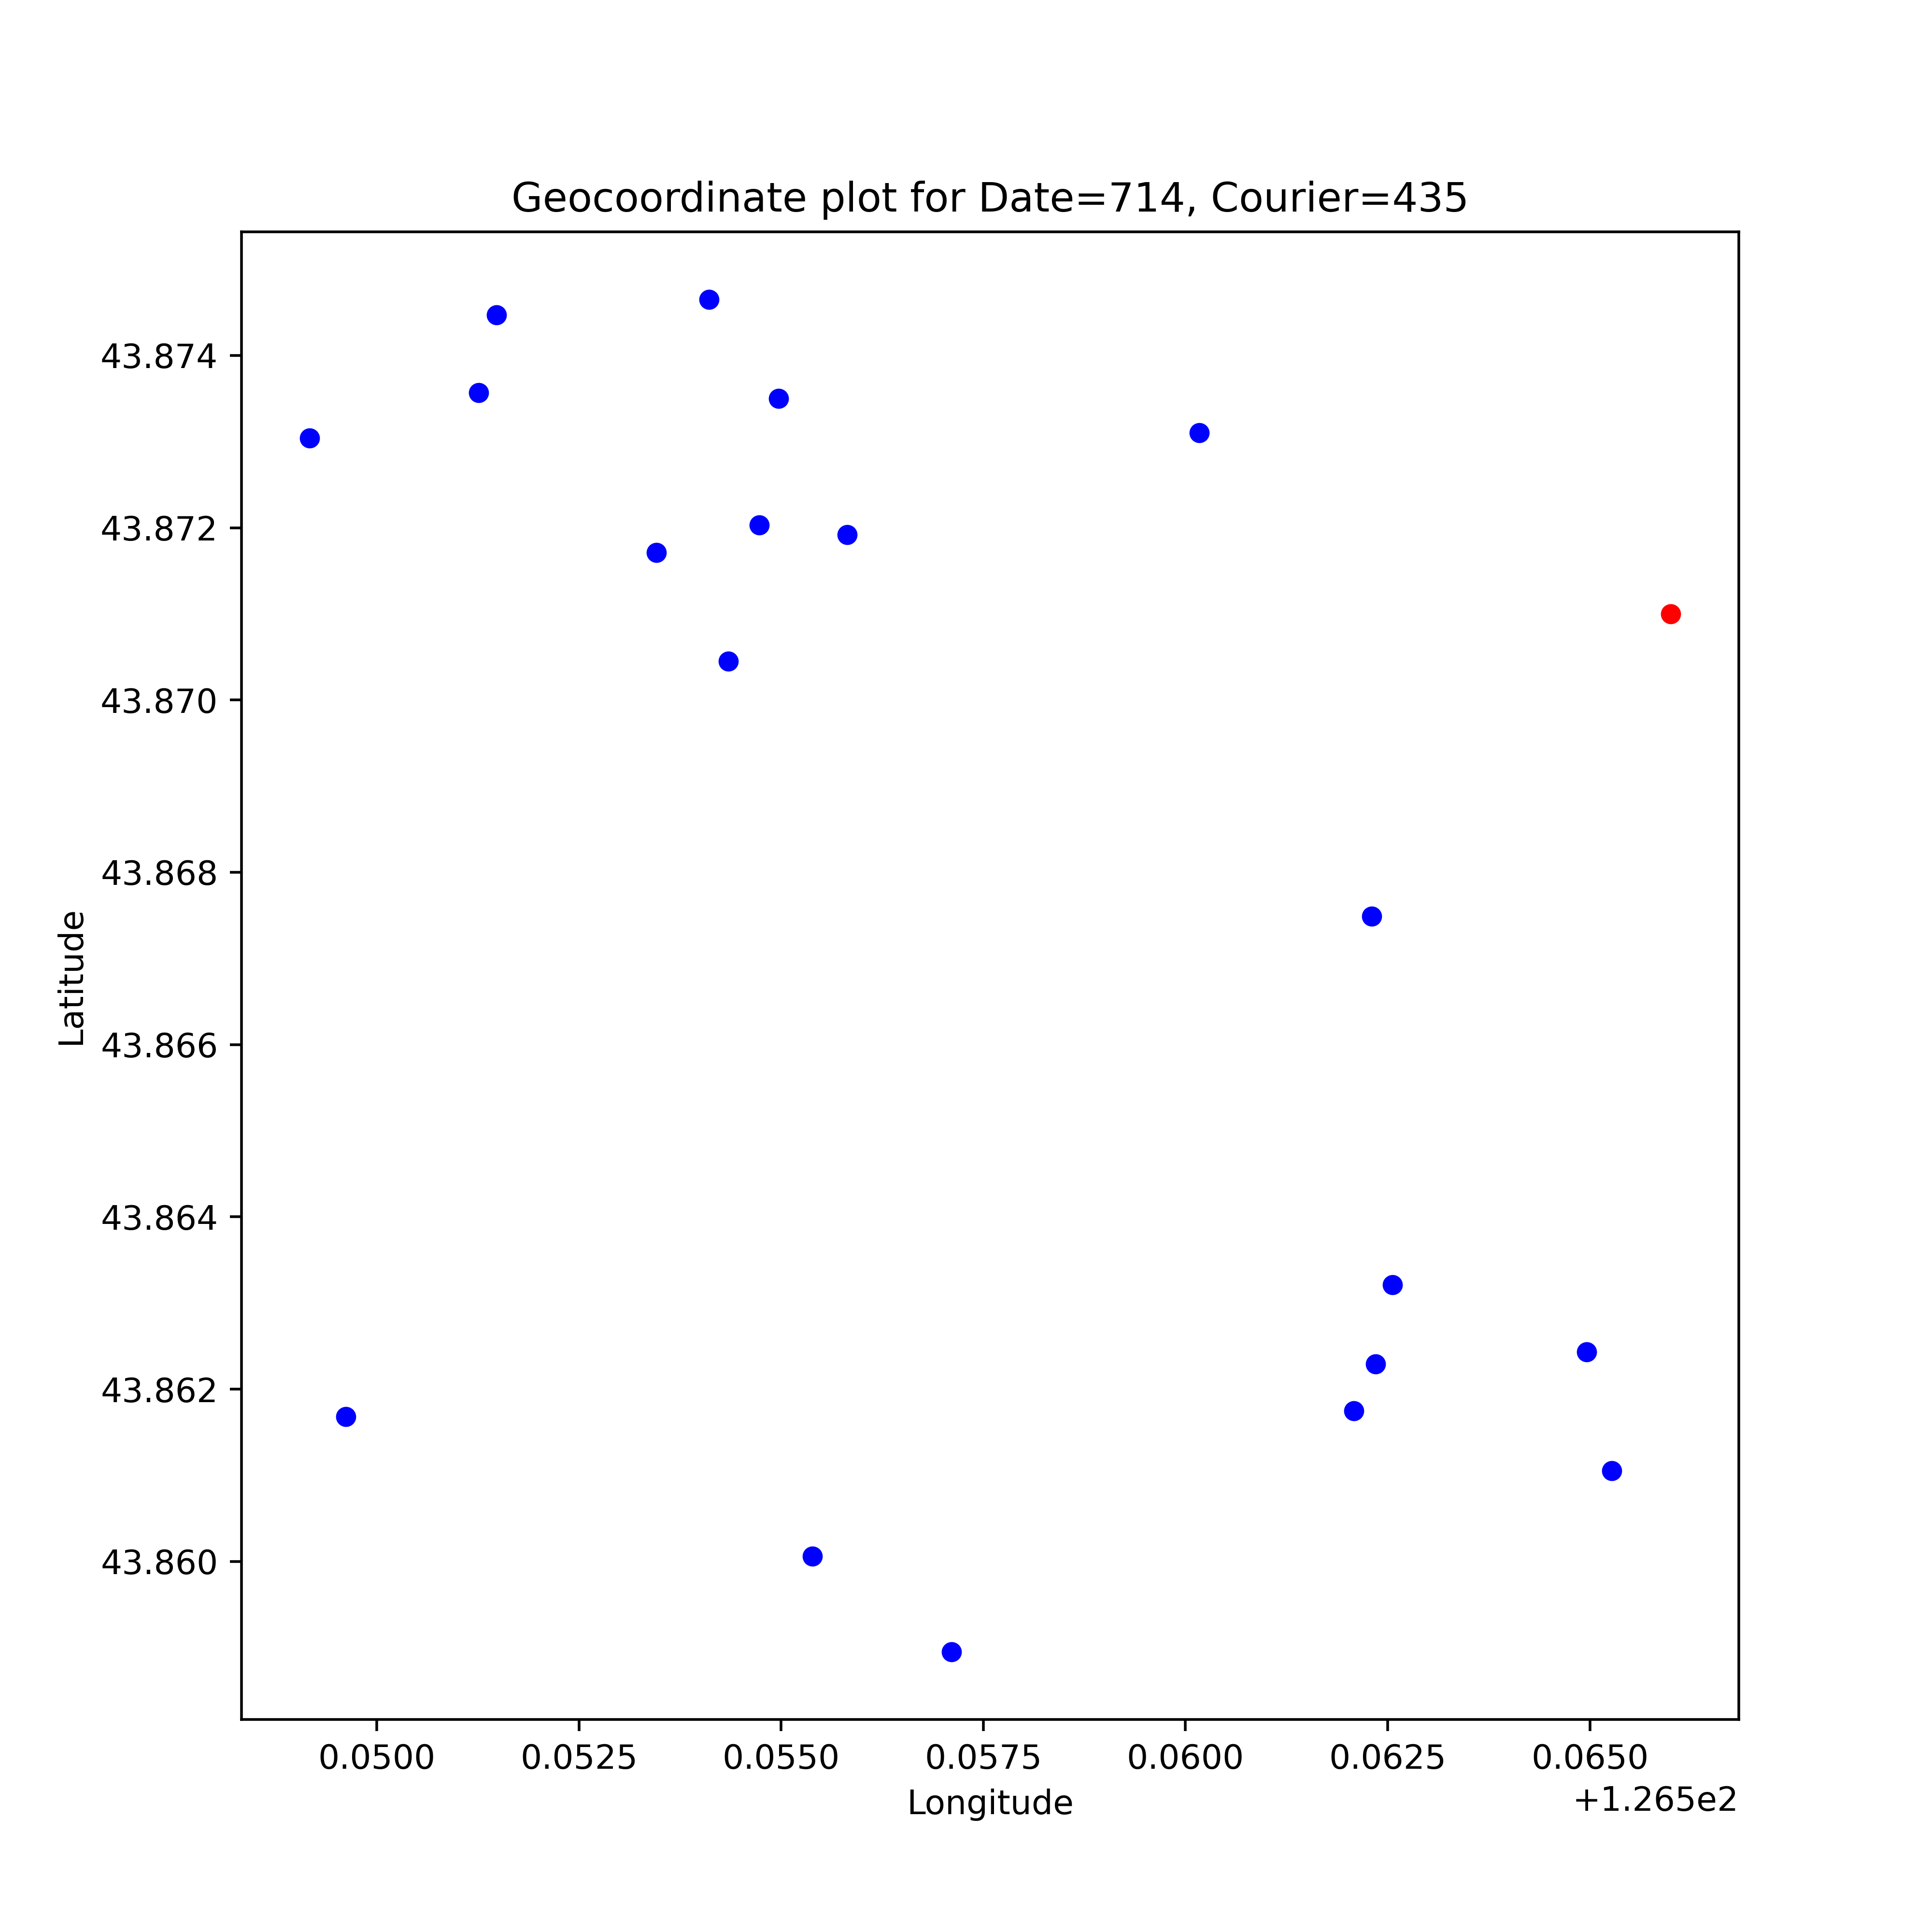 Geocoordinate plot for Date=714, Courier=435
43.874
43.872
43.870
43.868
43.866
43.864
43.862
43.860
Latitude
0.0500 0.0525 0.0550 0.0575 0.0600 0.0625 0.0650
+1.265e2
Longitude